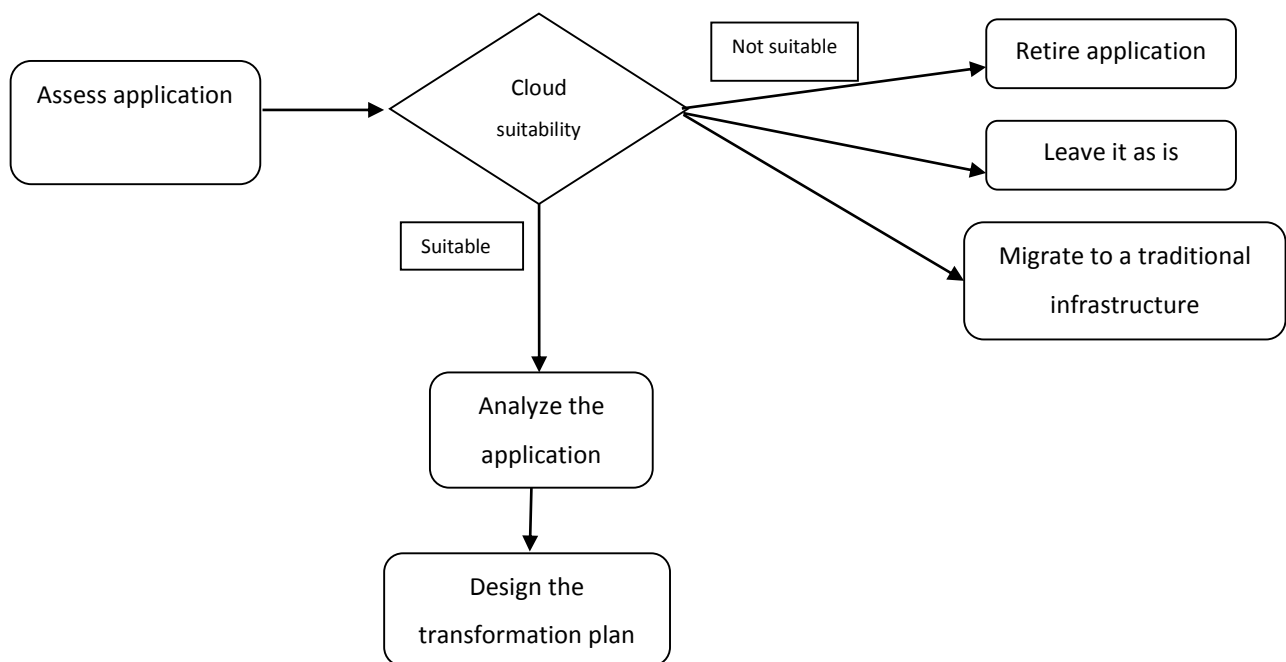 Assess application
Cloud
suitability
Not suitable
Retire application
Leave it as is
Migrate to a traditional
infrastructure
Suitable
Analyze the
application
Design the
transformation plan